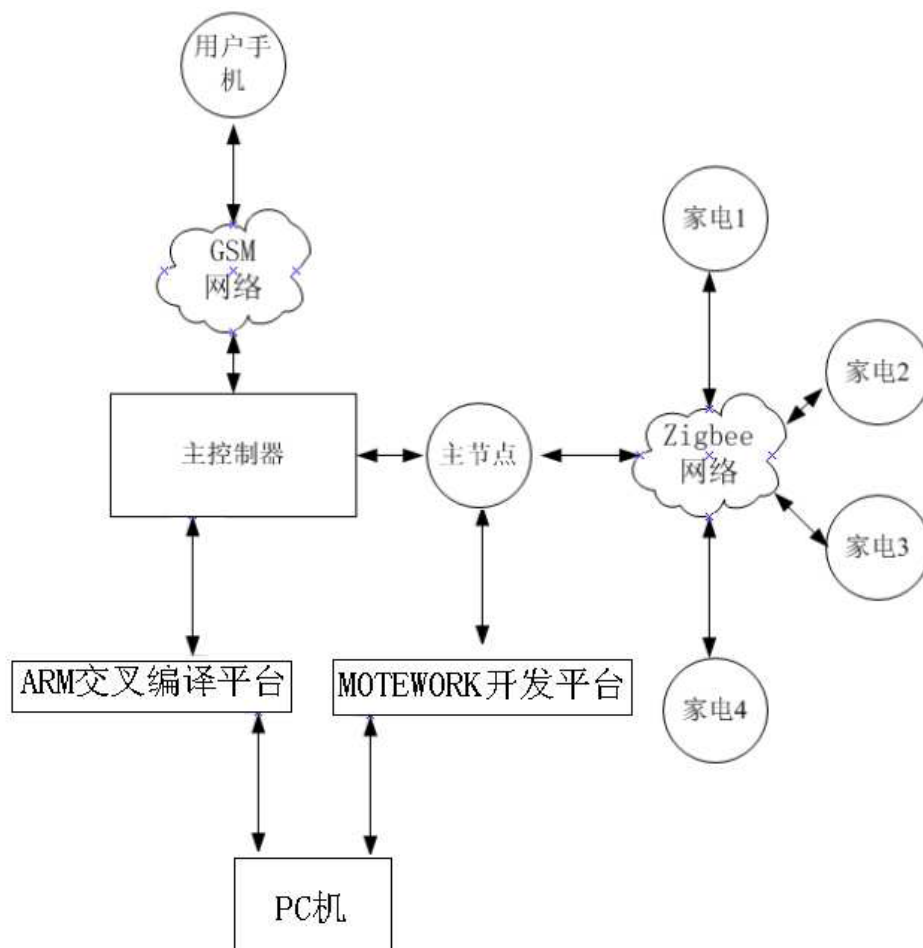 用户手
机
GSM
网络
家电1
家电2
主控制器
主节点
Zigbee
网络
家电3
ARM交叉编译平台
MOTEWORK开发平台
家电4
PC机